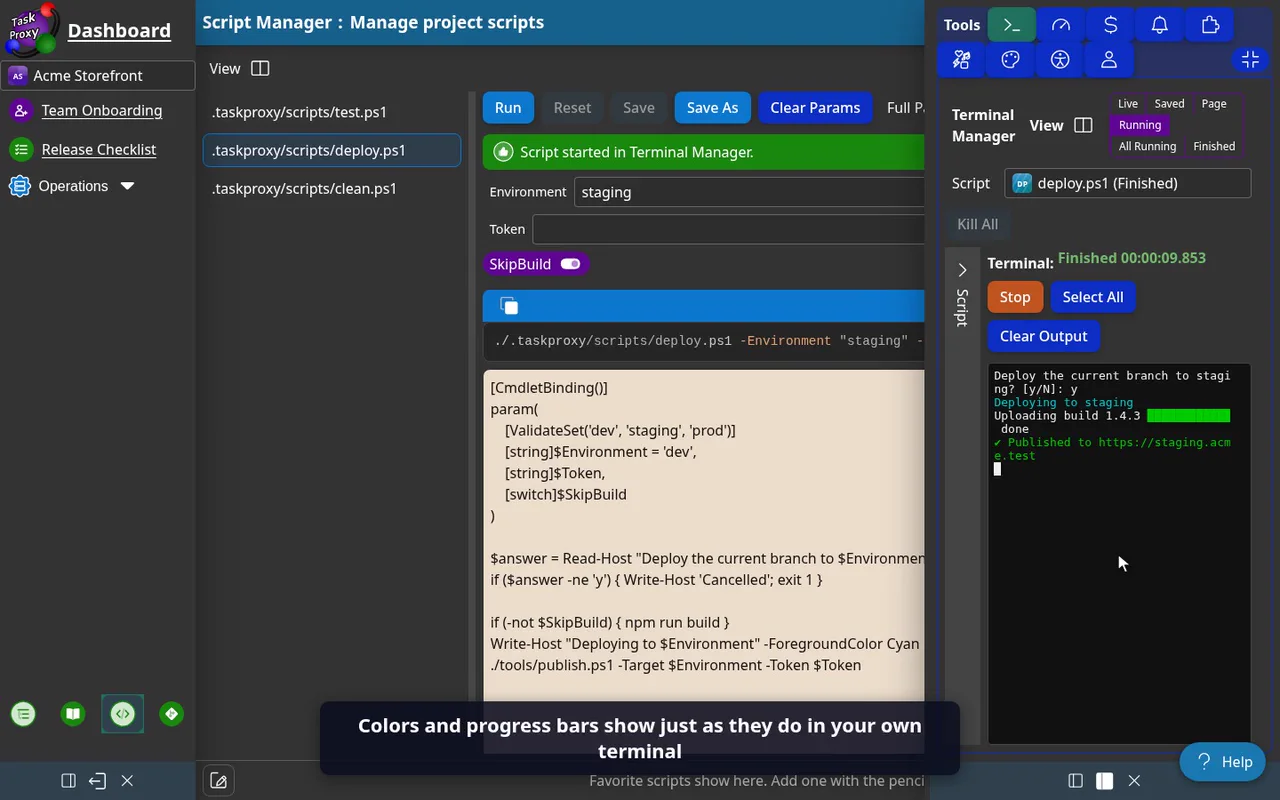 Task
Proxy
Dashboard
AS Acme Storefront
Team Onboarding
Release Checklist
Operations
Script Manager : Manage project scripts
View
.taskproxy/scripts/test.ps1
.taskproxy/scripts/deploy.ps1
.taskproxy/scripts/clean.ps1
Run Reset Save Save As Clear Params
Script started in Terminal Manager.
Environment staging
Token
SkipBuild
./.taskproxy/scripts/deploy.ps1 -Environment "staging" -
[CmdletBinding()]
param(
[ValidateSet('dev', 'staging', 'prod')]
[string]$Environment = 'dev',
[string]$Token,
[switch]$SkipBuild
)
$answer = Read-Host "Deploy the current branch to $Environmen
if ($answer -ne 'y') { Write-Host 'Cancelled'; exit 1 }
if (-not $SkipBuild) { npm run build }
Write-Host "Deploying to $Environment" -ForegroundColor Cyan
./tools/publish.ps1 -Target $Environment -Token $Token
Colors and progress bars show just as they do in your own
terminal
Favorite scripts show here. Add one with the penci
Tools
Terminal
Manager
View
Live Saved Page
Running
All Running Finished
Script DP deploy.ps1 (Finished)
Kill All
Script
Terminal: Finished 00:00:09.853
Stop Select All
Clear Output
Deploy the current branch to stagi
ng? [y/N]: y
Deploying to staging
Uploading build 1.4.3
done
✔ Published to https://staging.acm
e.test
? Help